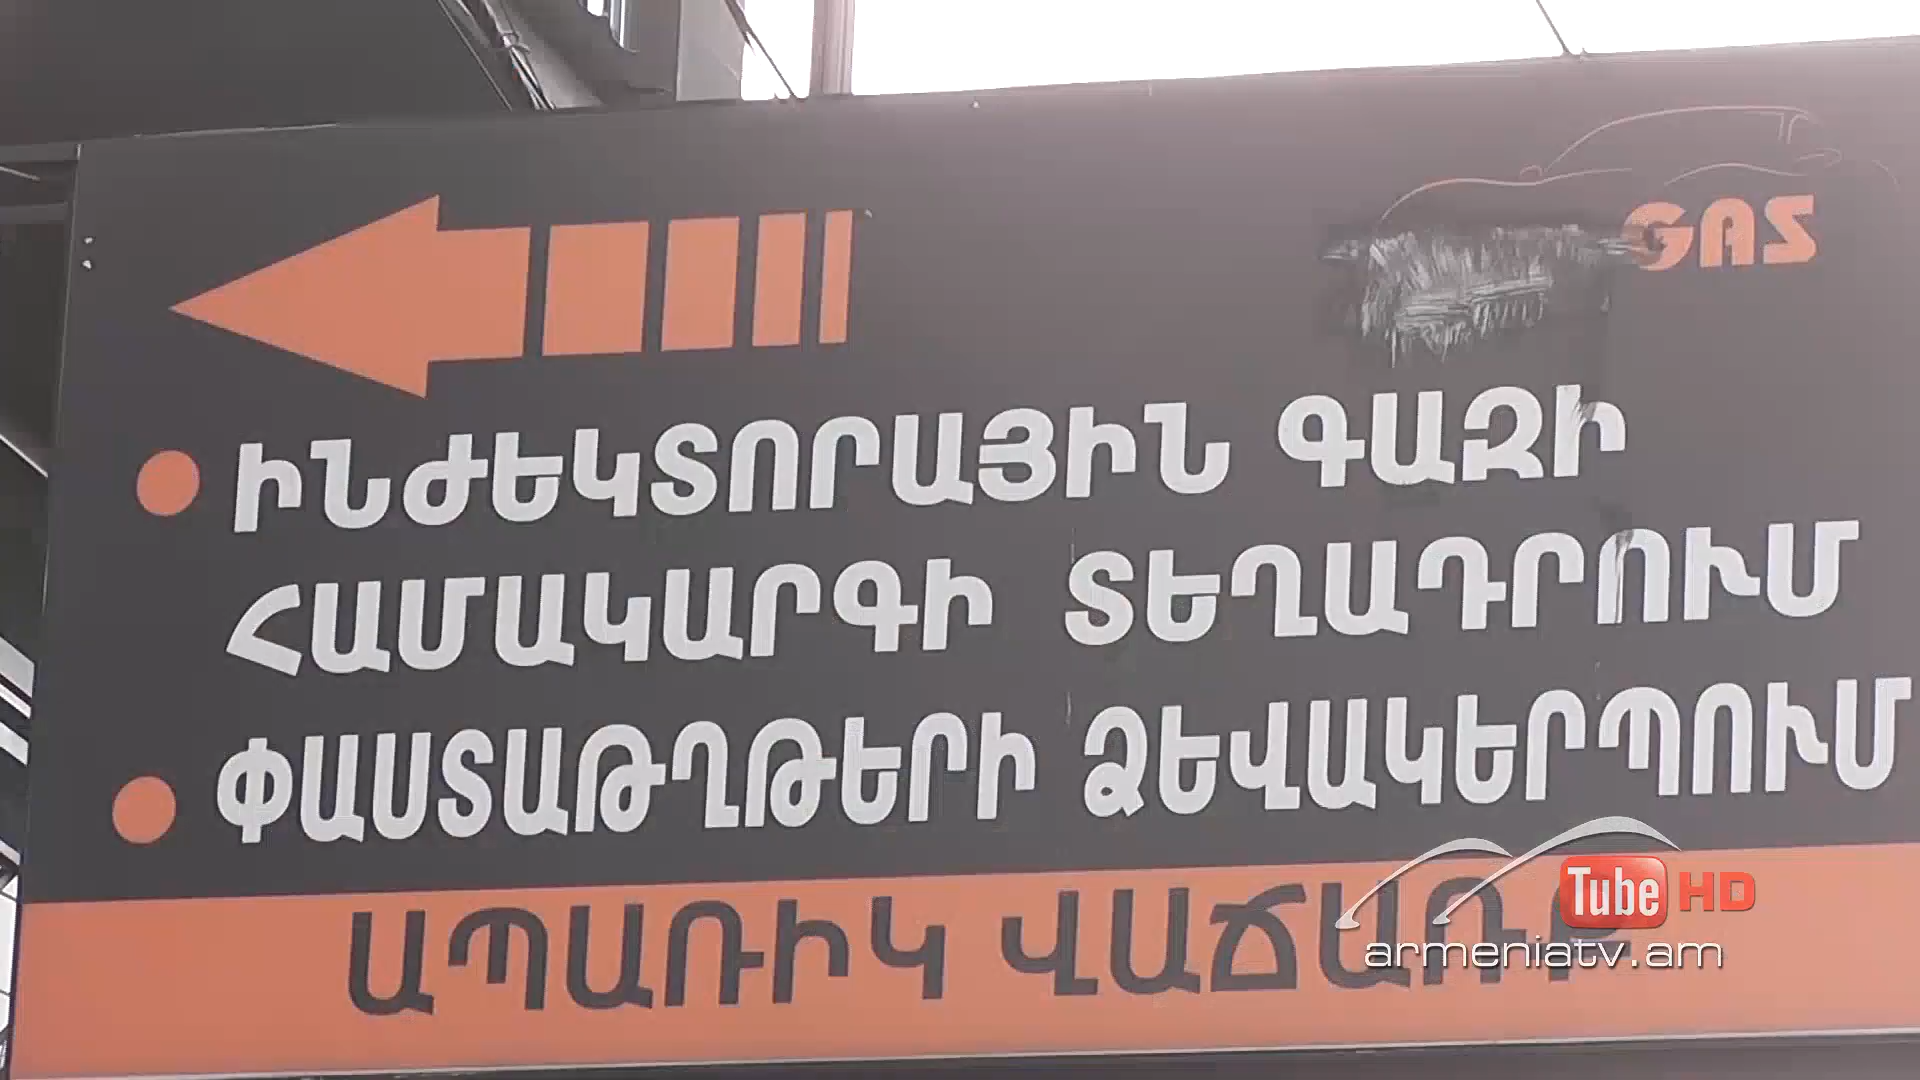 GAS
ԻՆԺԵԿՏՈՐԱՅԻՆ ԳԱԶԻ
ՀԱՄԱԿԱՐԳԻ ՏԵՂԱԴՐՈՒՄ
ՓԱՍՏԱԹՂԹԵՐԻ ՁԵՎԱԿԵՐՊՈՒՄ
ԱՊԱՌԻԿ ՎԱՃԱՌՔ
Tube HD
armeniatv.am